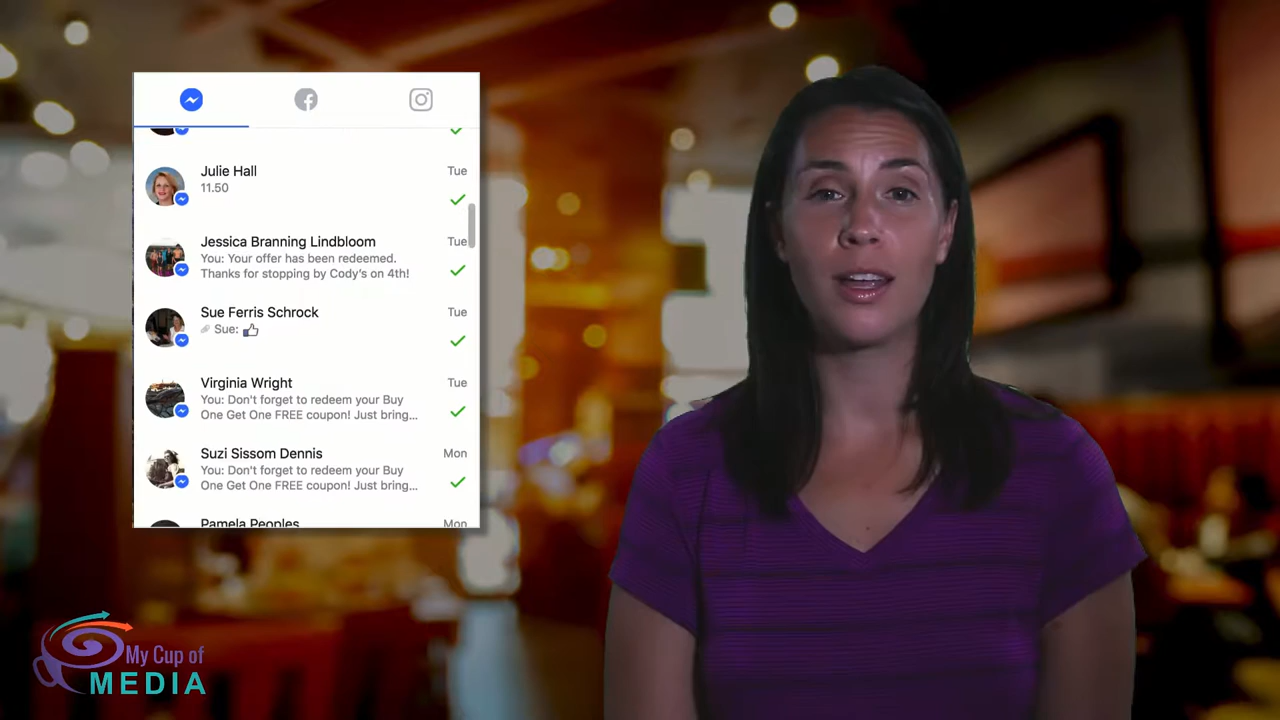 Julie Hall
Tue
11.50
Jessica Branning Lindbloom
Tue
You: Your offer has been redeemed.
Thanks for stopping by Cody's on 4th!
Sue Ferris Schrock
Tue
Sue:
Virginia Wright
Tue
You: Don't forget to redeem your Buy
One Get One FREE coupon! Just bring...
Suzi Sissom Dennis
Mon
You: Don't forget to redeem your Buy
One Get One FREE coupon! Just bring...
Pamela Peoples
Mon
My Cup of
MEDIA